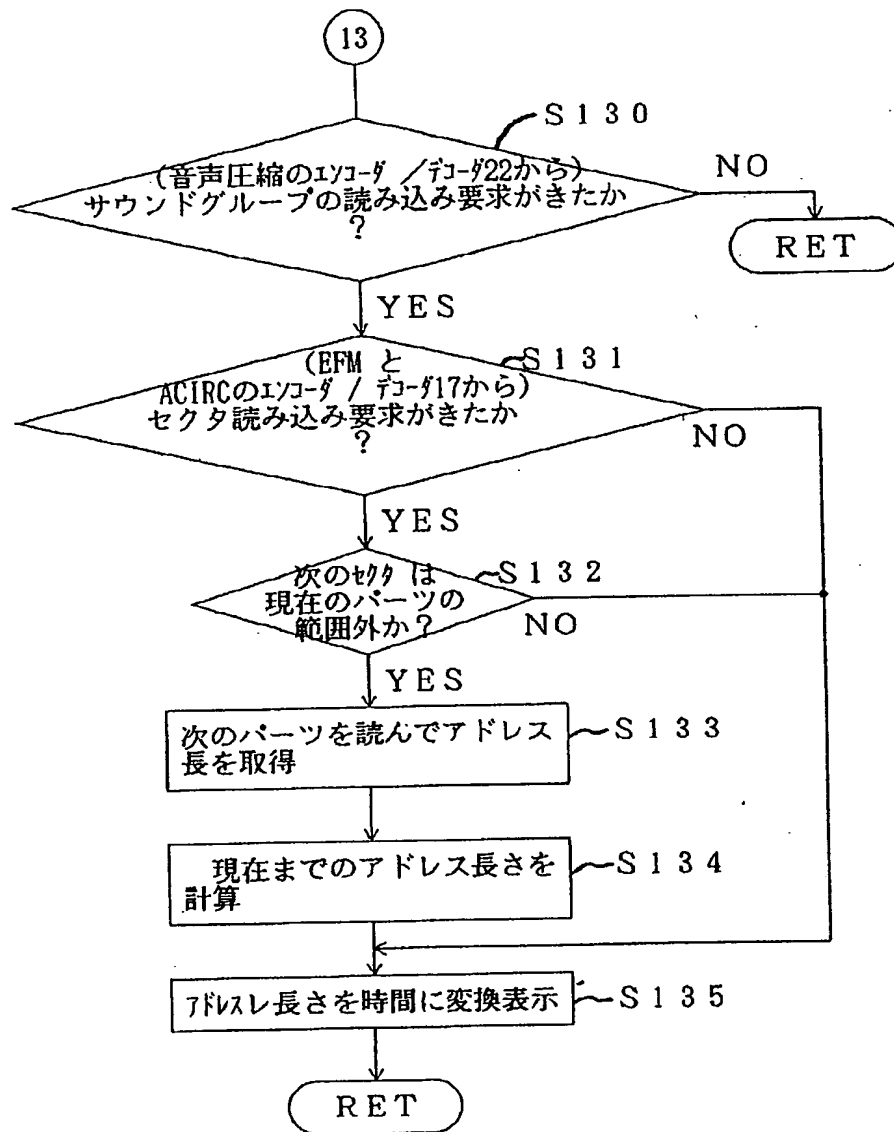 13
S130
(音声圧縮のエンコーダ /デコーダ22から)
サウンドグループの読み込み要求がきたか
?
NO
RET
YES
S131
(EFM と
ACIRCのエンコーダ / デコーダ17から)
セクタ読み込み要求がきたか
?
NO
YES
S132
次のセクタ は
現在のパーツの
範囲外か?
NO
YES
次のパーツを読んでアドレス
長を取得
S133
現在までのアドレス長さを
計算
S134
アドレスレ長さを時間に変換表示
S135
RET